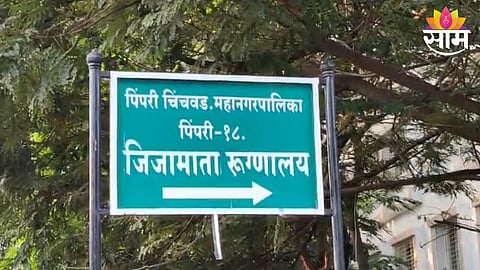 साम
पिंपरी चिंचवड. महानगरपालिका
पिंपरी-१८.
जिजामाता रूग्णालय